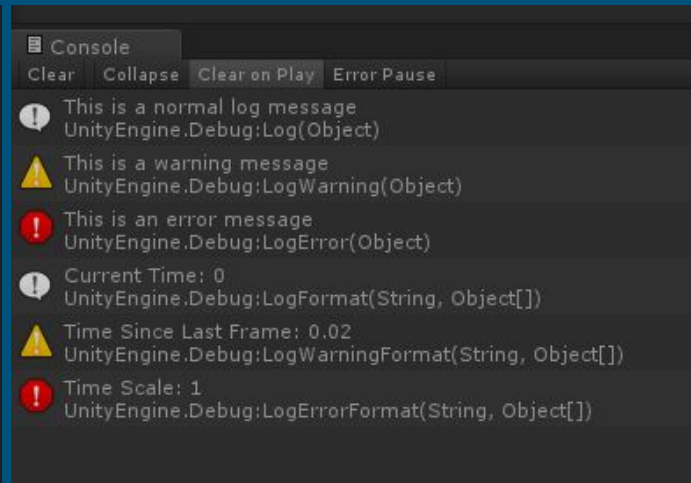 Console
Clear Collapse Clear on Play Error Pause
This is a normal log message
UnityEngine.Debug:Log(Object)
This is a warning message
UnityEngine.Debug:LogWarning(Object)
This is an error message
UnityEngine.Debug:LogError(Object)
Current Time: 0
UnityEngine.Debug:LogFormat(String, Object[])
Time Since Last Frame: 0.02
UnityEngine.Debug:LogWarningFormat(String, Object[])
Time Scale: 1
UnityEngine.Debug:LogErrorFormat(String, Object[])